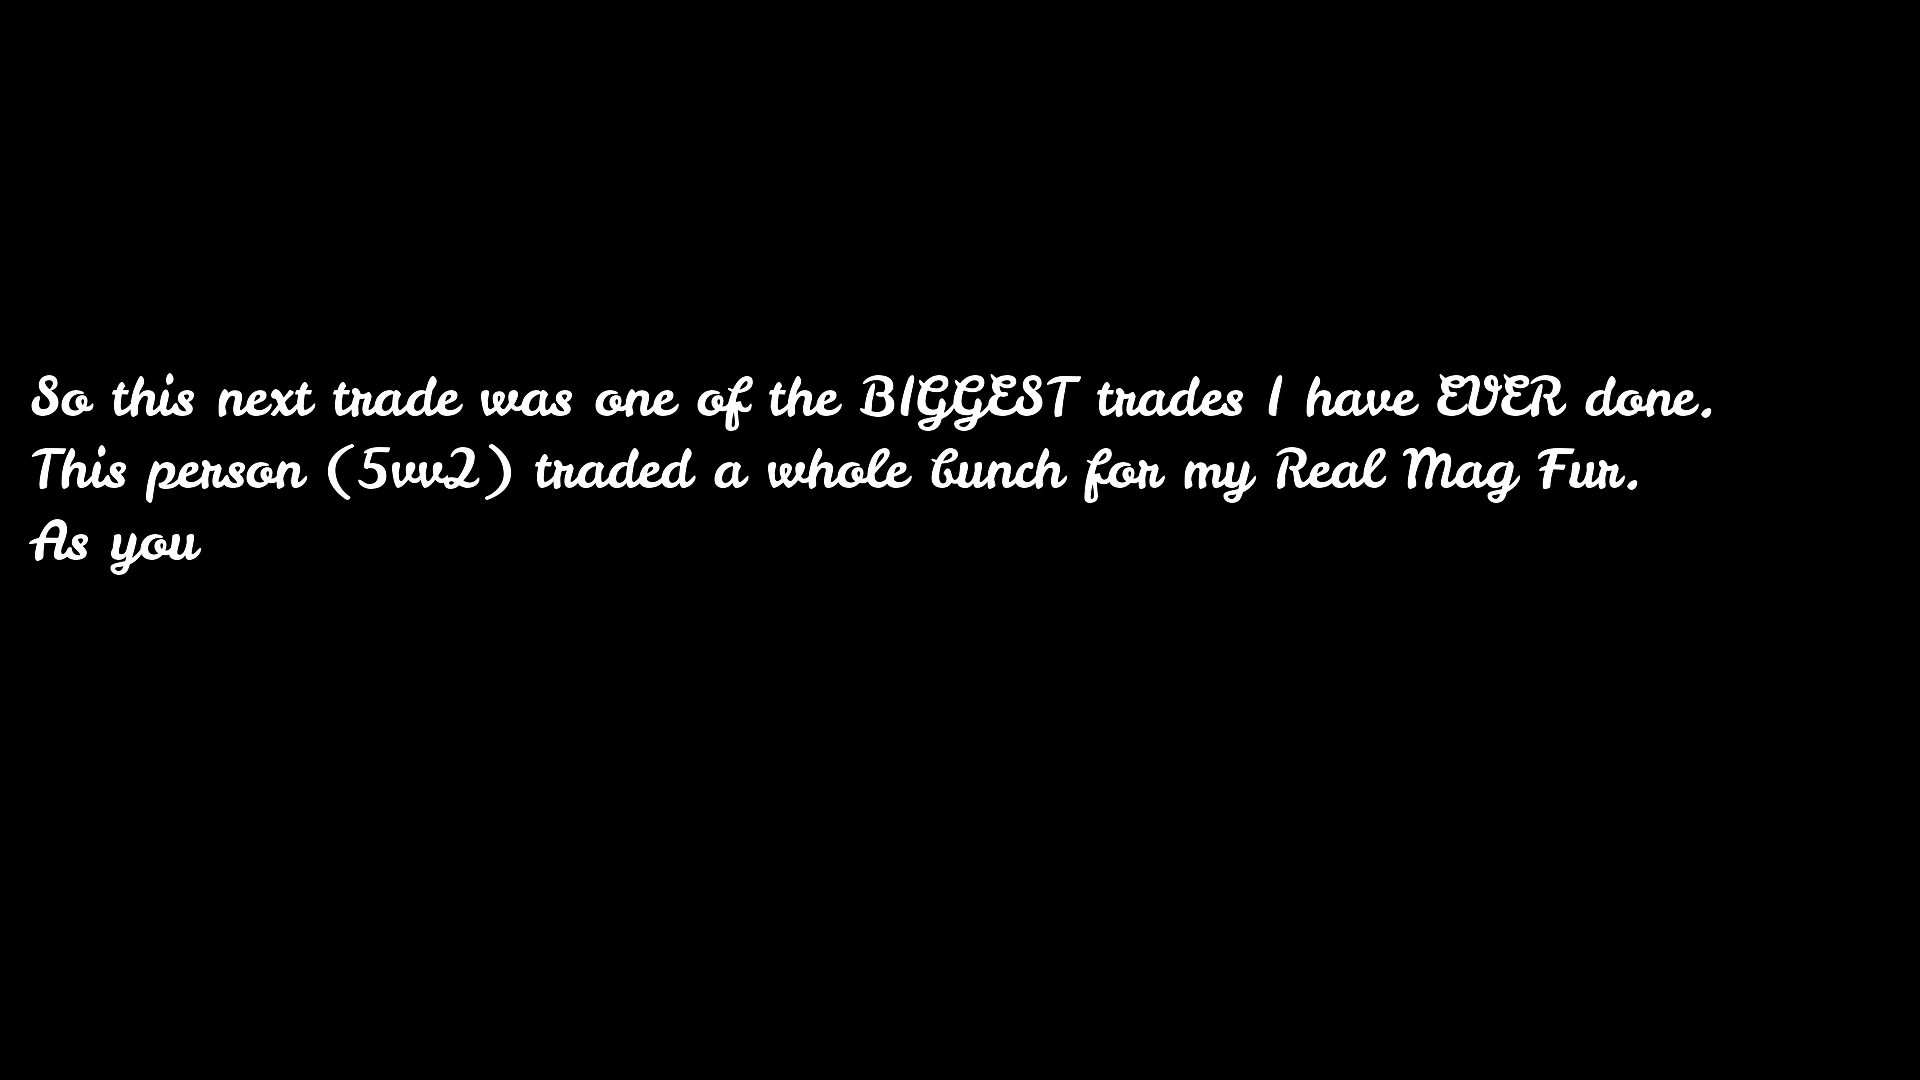 So this next trade was one of the BIGGEST trades I have EVER done.
This person (5vv2) traded a whole bunch for my Real Mag Fur.
As you